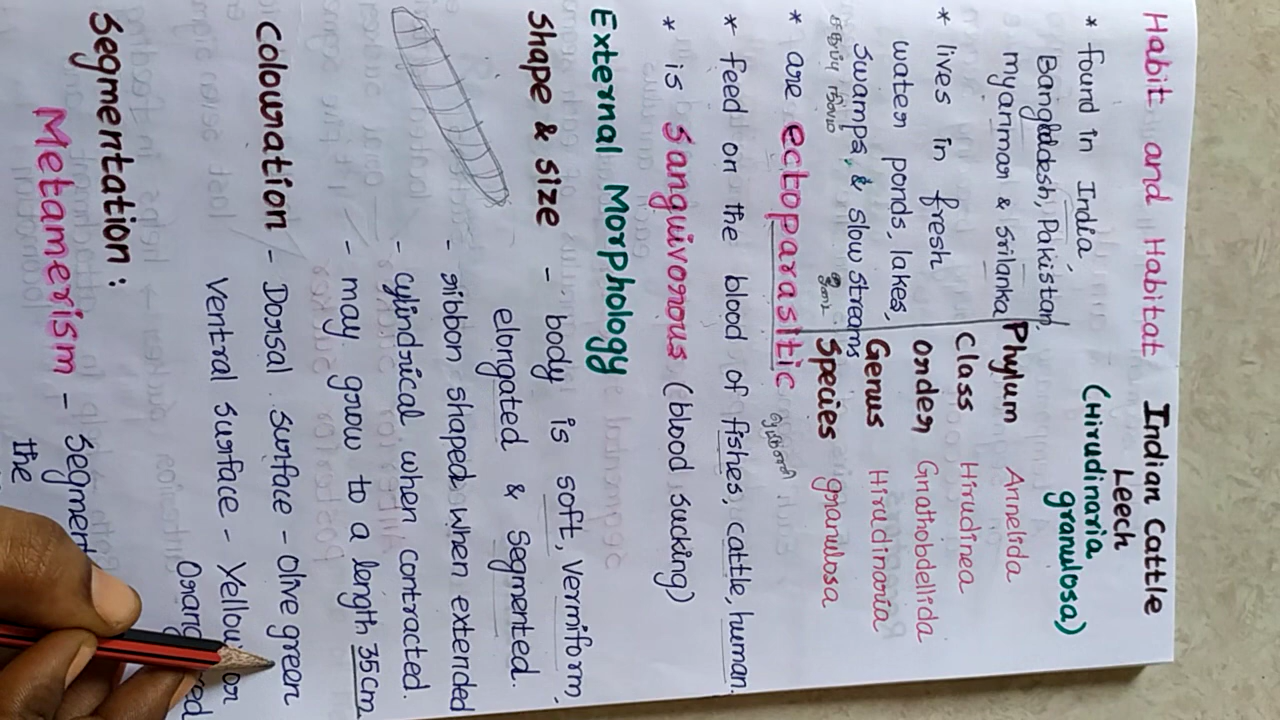 Habit and Habitat
* found in India,
Bangladesh, Pakistan,
myanmar & srilanka
* lives in fresh
water ponds, lakes,
swamps, & slow streams
* are ectoparasitic
* feed on the blood of fishes, cattle, human.
* is sanguivorous (blood sucking)
Indian Cattle
Leech
(Hirudinaria
granulosa)
Phylum Annelida
Class Hirudinea
order Gnathobdellida
Genus Hirudinaria
Species granulosa
External Morphology
Shape & size - body is soft, vermiform,
elongated & Segmented.
- ribbon shaped when extended
- cylindrical when contracted.
- may grow to a length 35cm
Colouration - Dorsal surface - Olive green
Ventral surface - Yellow or
Segmentation:
Metamerism -
the